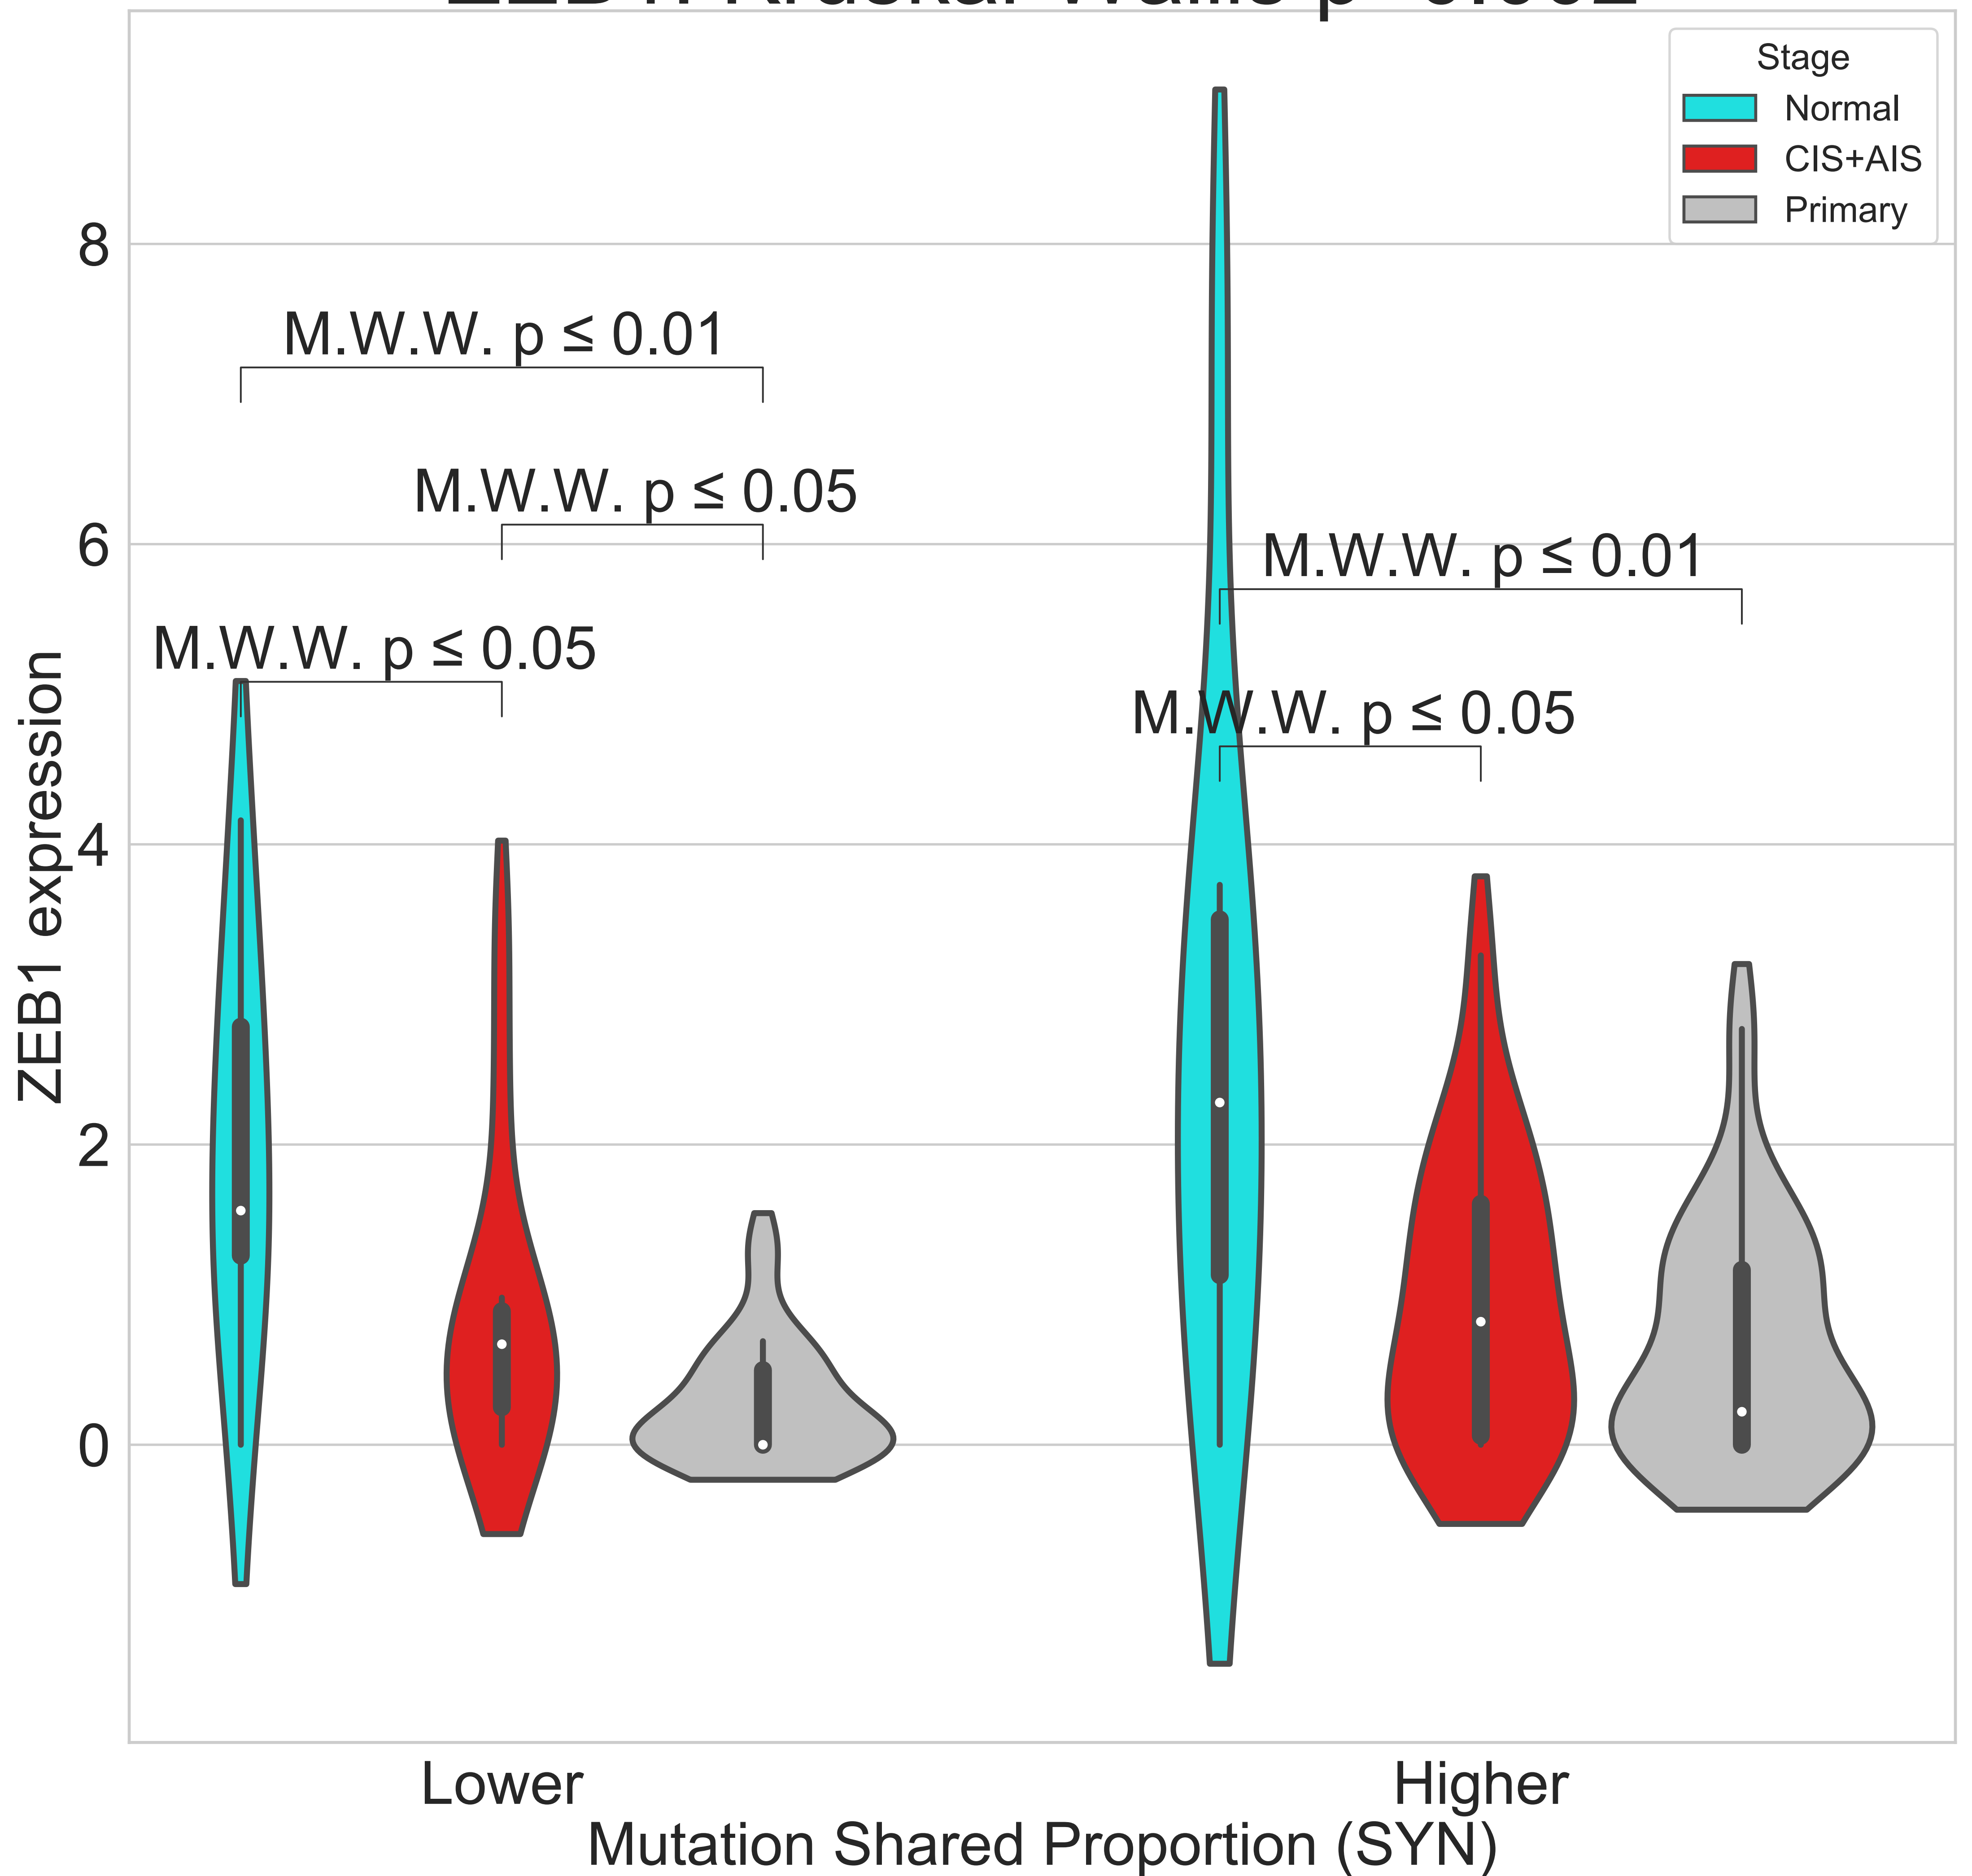 Stage
Normal
CIS+AIS
Primary
8
6
4
2
0
ZEB1 expression
M.W.W. p ≤ 0.01
M.W.W. p ≤ 0.05
M.W.W. p ≤ 0.05
M.W.W. p ≤ 0.01
M.W.W. p ≤ 0.05
Lower
Higher
Mutation Shared Proportion (SYN)